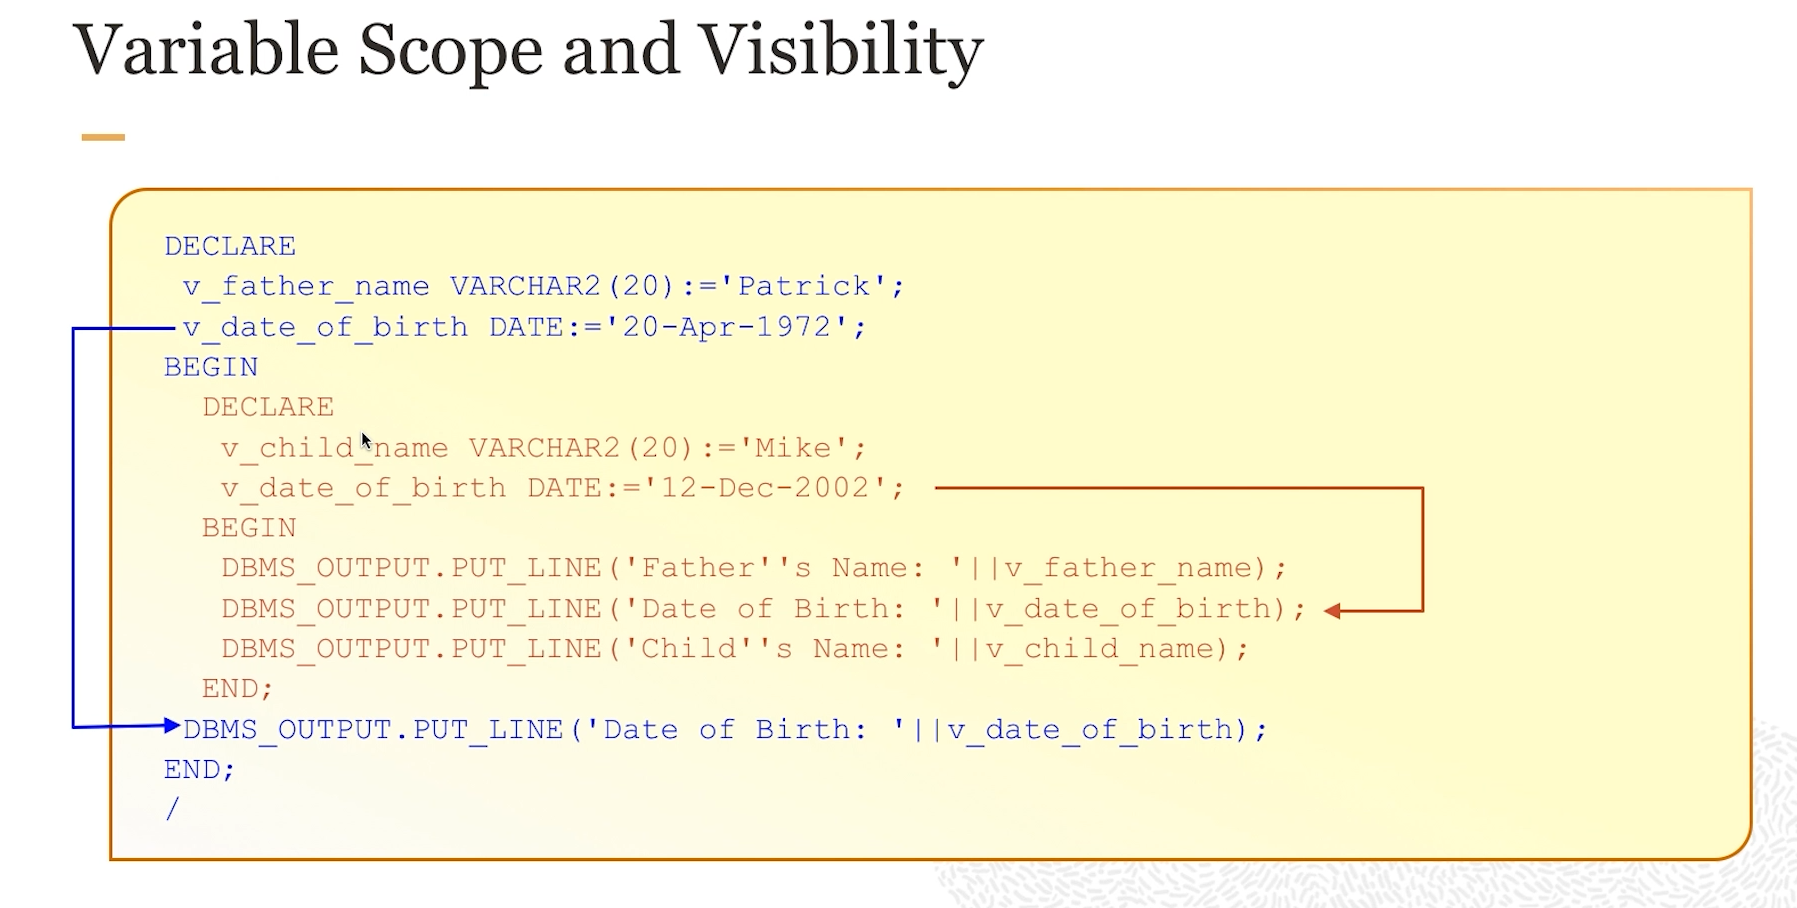 Variable Scope and Visibility
DECLARE
v_father_name VARCHAR2(20):='Patrick';
v_date_of_birth DATE:='20-Apr-1972';
BEGIN
DECLARE
v_child_name VARCHAR2(20):='Mike';
v_date_of_birth DATE:='12-Dec-2002';
BEGIN
DBMS_OUTPUT.PUT_LINE('Father''s Name: '||v_father_name);
DBMS_OUTPUT.PUT_LINE('Date of Birth: '||v_date_of_birth);
DBMS_OUTPUT.PUT_LINE('Child''s Name: '||v_child_name);
END;
DBMS_OUTPUT.PUT_LINE('Date of Birth: '||v_date_of_birth);
END;
/